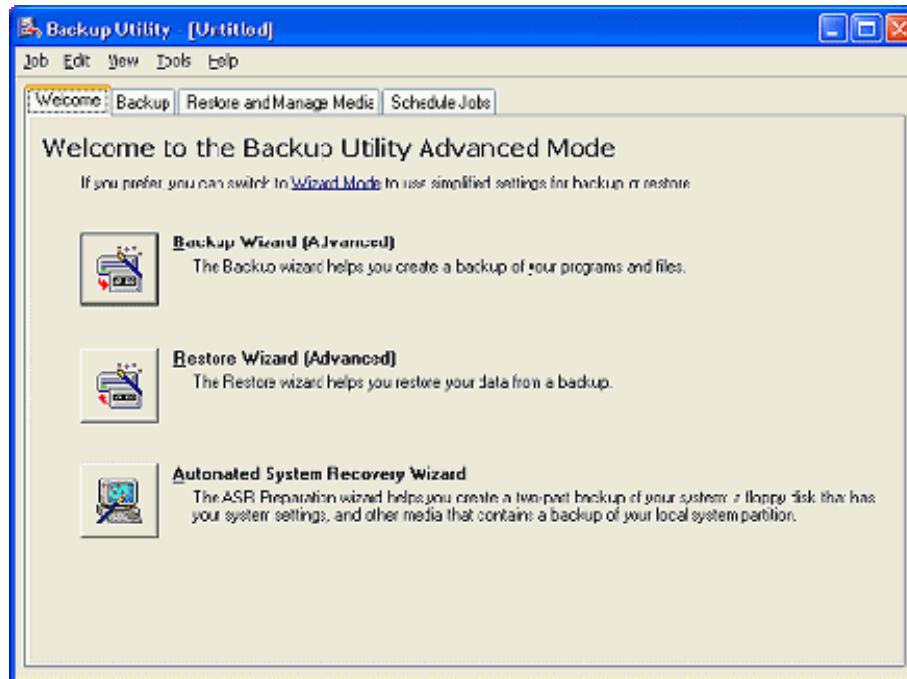 Backup Utility - [Untitled]
Job Edit View Tools Help
Welcome Backup Restore and Manage Media Schedule Jobs
Welcome to the Backup Utility Advanced Mode
If you prefer, you can switch to Wizard Mode to use simplified settings for backup or restore
Backup Wizard (Advanced)
The Backup wizard helps you create a backup of your programs and files.
Restore Wizard (Advanced)
The Restore wizard helps you restore your data from a backup.
Automated System Recovery Wizard
The ASR Preparation wizard helps you create a two-part backup of your system: a floppy disk that has
your system settings, and other media that contains a backup of your local system partition.